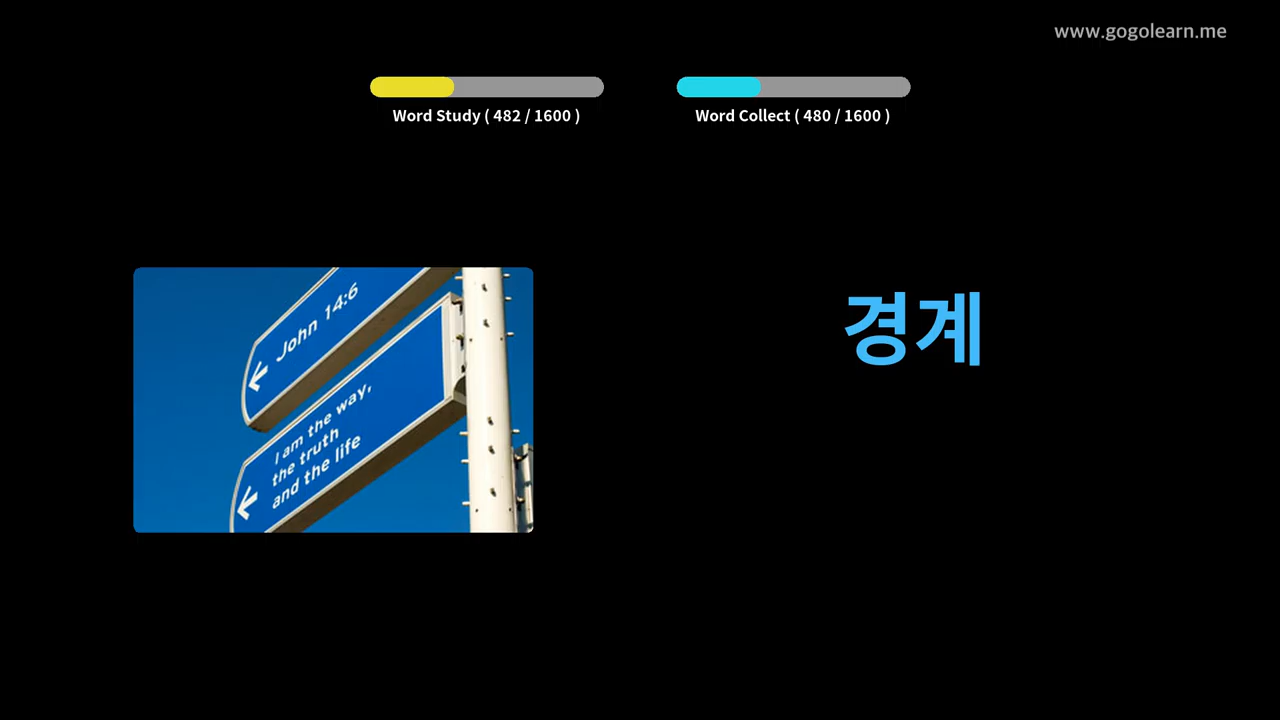 www.gogolearn.me
Word Study ( 482 / 1600 )
Word Collect ( 480 / 1600 )
John 14:6
I am the way,
the truth
and the life
경계